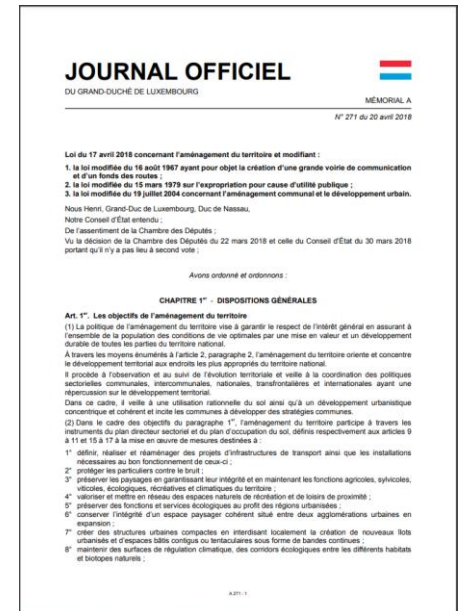 JOURNAL OFFICIEL
DU GRAND-DUCHÉ DE LUXEMBOURG
MÉMORIAL A
N° 271 du 20 avril 2018
Loi du 17 avril 2018 concernant l'aménagement du territoire et modifiant :
1. la loi modifiée du 16 août 1967 ayant pour objet la création d'une grande voirie de communication
et d'un fonds des routes ;
2. la loi modifiée du 15 mars 1979 sur l'expropriation pour cause d'utilité publique ;
3. la loi modifiée du 19 juillet 2004 concernant l'aménagement communal et le développement urbain.
Nous Henri, Grand-Duc de Luxembourg, Duc de Nassau,
Notre Conseil d'État entendu ;
De l'assentiment de la Chambre des Députés ;
Vu la décision de la Chambre des Députés du 22 mars 2018 et celle du Conseil d'État du 30 mars 2018
portant qu'il n'y a pas lieu à second vote ;
Avons ordonné et ordonnons :
CHAPITRE 1er - DISPOSITIONS GÉNÉRALES
Art. 1er. Les objectifs de l'aménagement du territoire
(1) La politique de l'aménagement du territoire vise à garantir le respect de l'intérêt général en assurant à
l'ensemble de la population des conditions de vie optimales par une mise en valeur et un développement
durable de toutes les parties du territoire national.
À travers les moyens énumérés à l'article 2, paragraphe 2, l'aménagement du territoire oriente et concentre
le développement territorial aux endroits les plus appropriés du territoire national.
Il procède à l'observation et au suivi de l'évolution territoriale et veille à la coordination des politiques
sectorielles communales, intercommunales, nationales, transfrontalières et internationales ayant une
répercussion sur le développement territorial.
Dans ce cadre, il veille à une utilisation rationnelle du sol ainsi qu'à un développement urbanistique
concentrique et cohérent et incite les communes à développer des stratégies communes.
(2) Dans le cadre des objectifs du paragraphe 1er, l'aménagement du territoire participe à travers les
instruments du plan directeur sectoriel et du plan d'occupation du sol, définis respectivement aux articles 9
à 11 et 15 à 17 à la mise en œuvre de mesures destinées à :
1° définir, réaliser et réaménager des projets d'infrastructures de transport ainsi que les installations
nécessaires au bon fonctionnement de ceux-ci ;
2° protéger les particuliers contre le bruit ;
3° préserver les paysages en garantissant leur intégrité et en maintenant les fonctions agricoles, sylvicoles,
viticoles, écologiques, récréatives et climatiques du territoire ;
4° valoriser et mettre en réseau des espaces naturels de récréation et de loisirs de proximité ;
5° préserver des fonctions et services écologiques au profit des régions urbanisées ;
6° conserver l'intégrité d'un espace paysager cohérent situé entre deux agglomérations urbaines en
expansion ;
7° créer des structures urbaines compactes en interdisant localement la création de nouveaux îlots
urbanisés et d'espaces bâtis contigus ou tentaculaires sous forme de bandes continues ;
8° maintenir des surfaces de régulation climatique, des corridors écologiques entre les différents habitats
et biotopes naturels ;
A 271 - 1